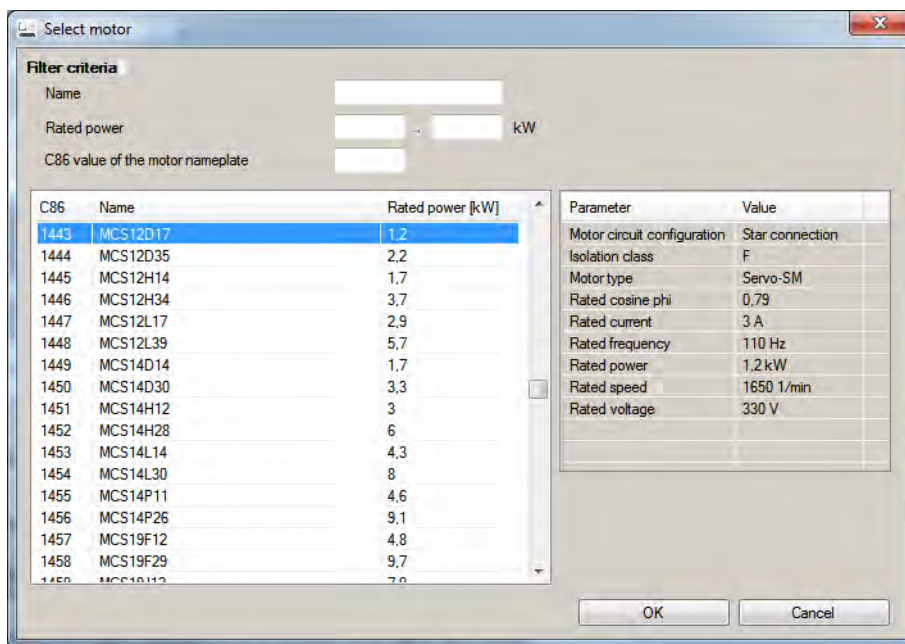 Select motor
Filter criteria
Name
Rated power .. kW
C86 value of the motor nameplate
C86 Name Rated power [kW]
1443 MCS12D17 1,2
1444 MCS12D35 2,2
1445 MCS12H14 1,7
1446 MCS12H34 3,7
1447 MCS12L17 2,9
1448 MCS12L39 5,7
1449 MCS14D14 1,7
1450 MCS14D30 3,3
1451 MCS14H12 3
1452 MCS14H28 6
1453 MCS14L14 4,3
1454 MCS14L30 8
1455 MCS14P11 4,6
1456 MCS14P26 9,1
1457 MCS19F12 4,8
1458 MCS19F29 9,7
Parameter Value
Motor circuit configuration Star connection
Isolation class F
Motor type Servo-SM
Rated cosine phi 0,79
Rated current 3 A
Rated frequency 110 Hz
Rated power 1,2 kW
Rated speed 1650 1/min
Rated voltage 330 V
OK Cancel